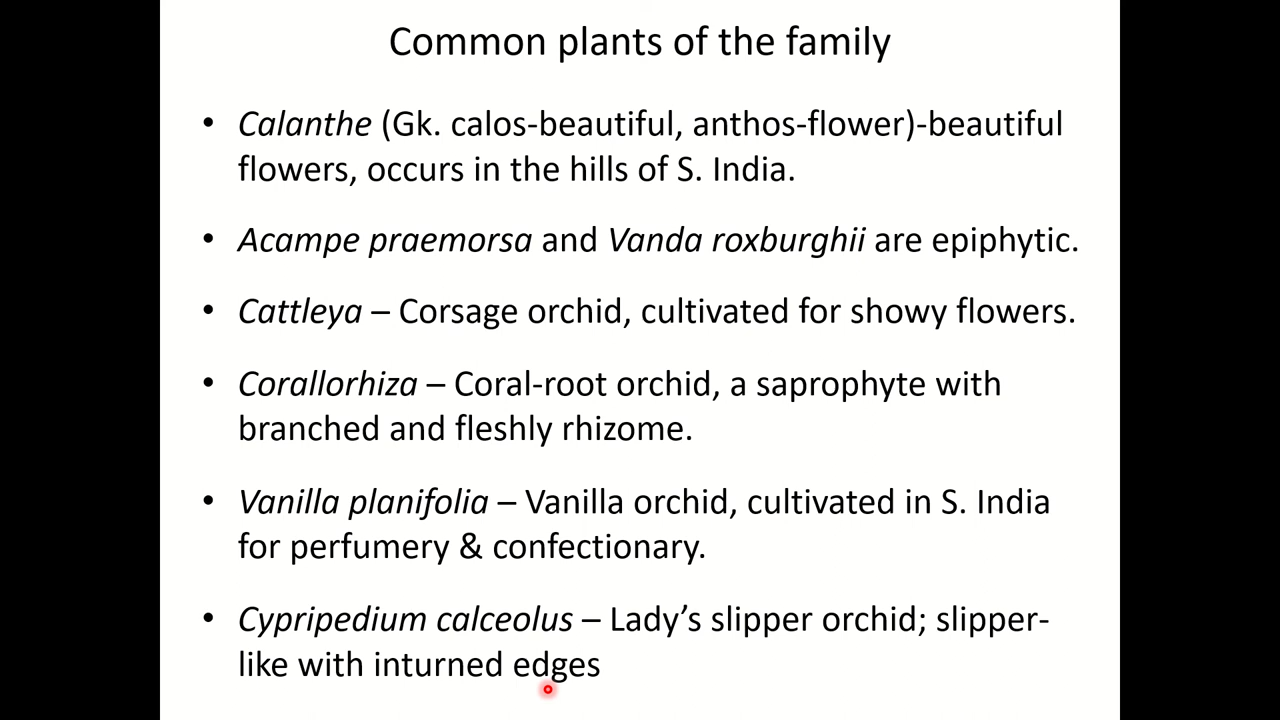 Common plants of the family
• Calanthe (Gk. calos-beautiful, anthos-flower)-beautiful
flowers, occurs in the hills of S. India.
• Acampe praemorsa and Vanda roxburghii are epiphytic.
• Cattleya – Corsage orchid, cultivated for showy flowers.
• Corallorhiza – Coral-root orchid, a saprophyte with
branched and fleshly rhizome.
• Vanilla planifolia – Vanilla orchid, cultivated in S. India
for perfumery & confectionary.
• Cypripedium calceolus – Lady’s slipper orchid; slipper-
like with inturned edges